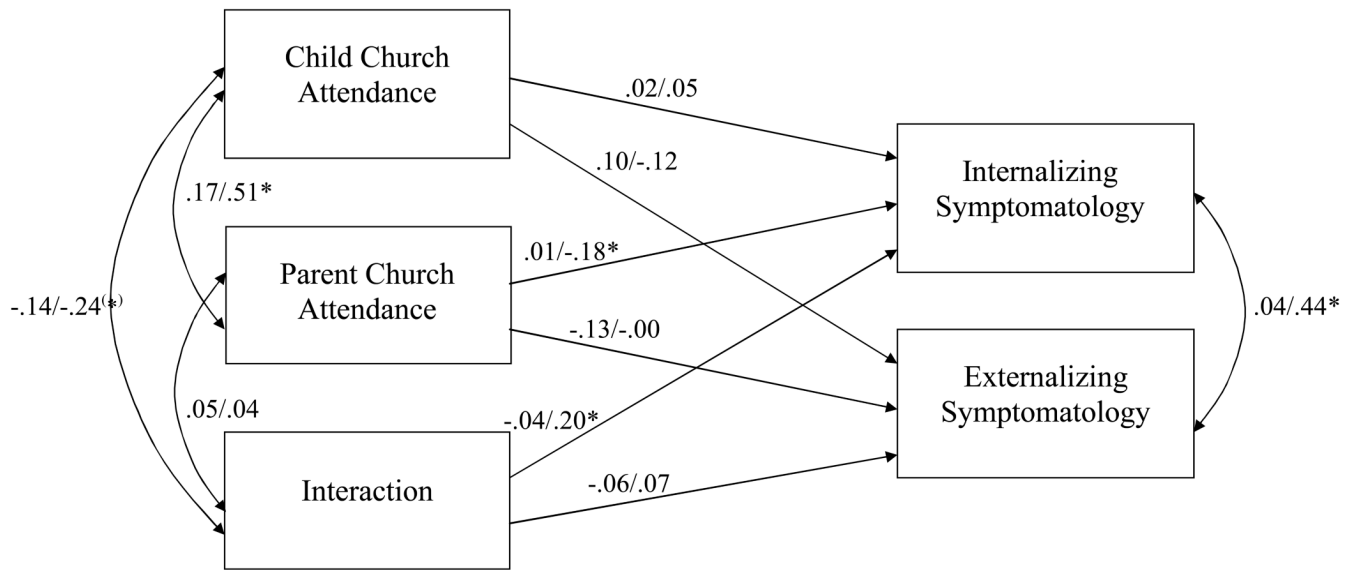 Child Church
Attendance
.02/.05
.10/-.12
Internalizing
Symptomatology
.17/.51*
Parent Church
Attendance
.01/-.18*
-.14/-.24(*)
-.13/-.00
.04/.44*
Externalizing
Symptomatology
.05/.04
-.04/.20*
Interaction
-.06/.07